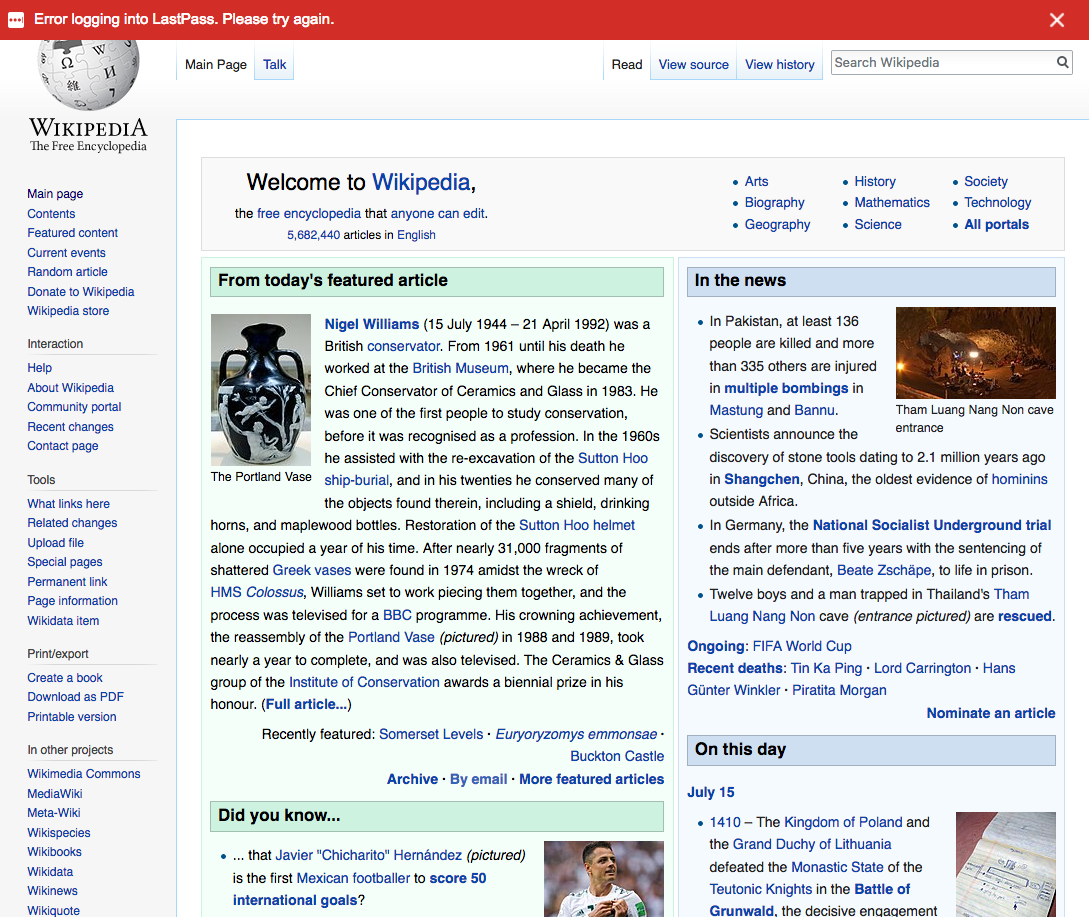 Error logging into LastPass. Please try again.
Main Page
Talk
Read
View source
View history
Search Wikipedia
WIKIPEDIA
The Free Encyclopedia
Main page
Contents
Featured content
Current events
Random article
Donate to Wikipedia
Wikipedia store
Interaction
Help
About Wikipedia
Community portal
Recent changes
Contact page
Tools
What links here
Related changes
Upload file
Special pages
Permanent link
Page information
Wikidata item
Print/export
Create a book
Download as PDF
Printable version
In other projects
Wikimedia Commons
MediaWiki
Meta-Wiki
Wikispecies
Wikibooks
Wikidata
Wikinews
Wikiquote
Welcome to Wikipedia,
the free encyclopedia that anyone can edit.
5,682,440 articles in English
Arts
Biography
Geography
History
Mathematics
Science
Society
Technology
All portals
From today's featured article
The Portland Vase
Nigel Williams (15 July 1944 – 21 April 1992) was a
British conservator. From 1961 until his death he
worked at the British Museum, where he became the
Chief Conservator of Ceramics and Glass in 1983. He
was one of the first people to study conservation,
before it was recognised as a profession. In the 1960s
he assisted with the re-excavation of the Sutton Hoo
ship-burial, and in his twenties he conserved many of
the objects found therein, including a shield, drinking
horns, and maplewood bottles. Restoration of the Sutton Hoo helmet
alone occupied a year of his time. After nearly 31,000 fragments of
shattered Greek vases were found in 1974 amidst the wreck of
HMS Colossus, Williams set to work piecing them together, and the
process was televised for a BBC programme. His crowning achievement,
the reassembly of the Portland Vase (pictured) in 1988 and 1989, took
nearly a year to complete, and was also televised. The Ceramics & Glass
group of the Institute of Conservation awards a biennial prize in his
honour. (Full article...)
Recently featured: Somerset Levels · Euryoryzomys emmonsae ·
Buckton Castle
Archive · By email · More featured articles
Did you know...
... that Javier "Chicharito" Hernández (pictured)
is the first Mexican footballer to score 50
international goals?
In the news
In Pakistan, at least 136
people are killed and more
than 335 others are injured
in multiple bombings in
Mastung and Bannu.
Tham Luang Nang Non cave
entrance
Scientists announce the
discovery of stone tools dating to 2.1 million years ago
in Shangchen, China, the oldest evidence of hominins
outside Africa.
In Germany, the National Socialist Underground trial
ends after more than five years with the sentencing of
the main defendant, Beate Zschäpe, to life in prison.
Twelve boys and a man trapped in Thailand's Tham
Luang Nang Non cave (entrance pictured) are rescued.
Ongoing: FIFA World Cup
Recent deaths: Tin Ka Ping · Lord Carrington · Hans
Günter Winkler · Piratita Morgan
Nominate an article
On this day
July 15
1410 – The Kingdom of Poland and
the Grand Duchy of Lithuania
defeated the Monastic State of the
Teutonic Knights in the Battle of
Grunwald, the decisive engagement